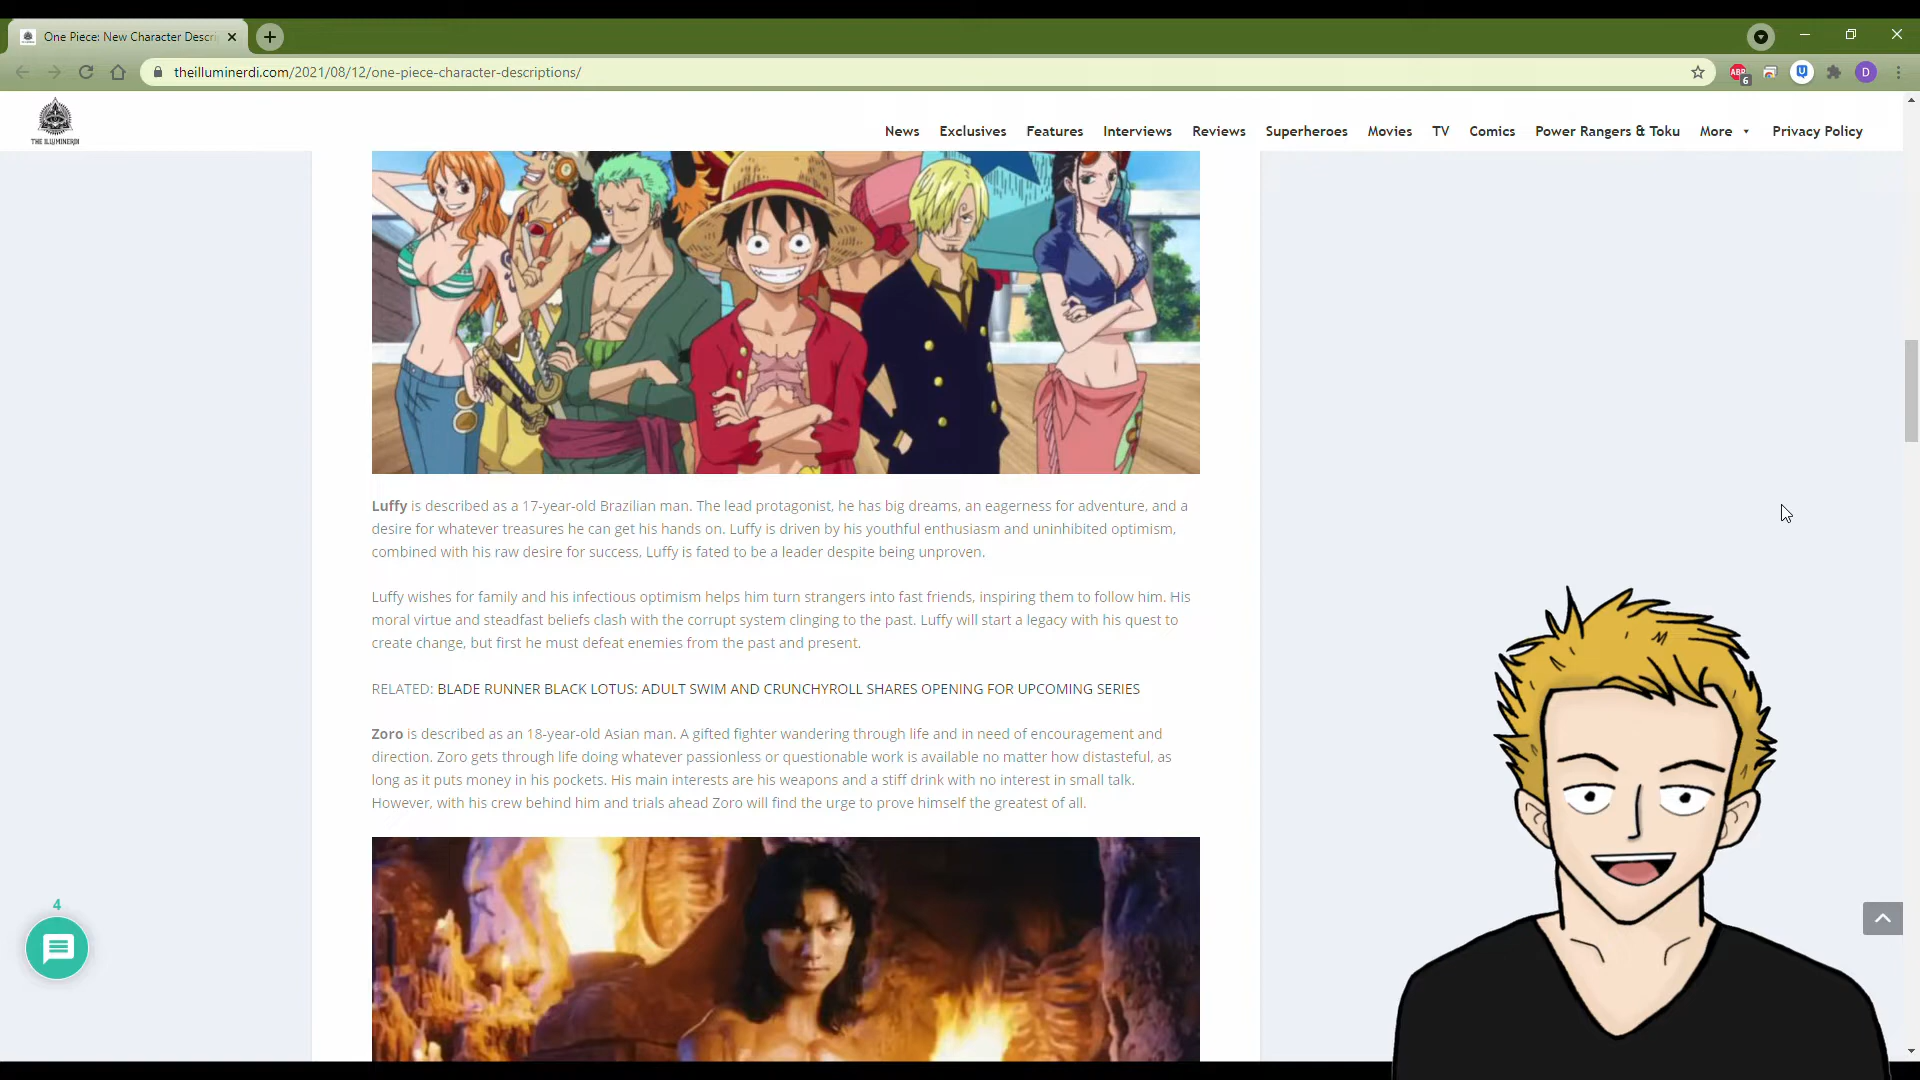 One Piece: New Character Descri
theilluminerdi.com/2021/08/12/one-piece-character-descriptions/
ABP
6
D
THE ILLUMINERDI
News Exclusives Features Interviews Reviews Superheroes Movies TV Comics Power Rangers & Toku More Privacy Policy
Luffy is described as a 17-year-old Brazilian man. The lead protagonist, he has big dreams, an eagerness for adventure, and a
desire for whatever treasures he can get his hands on. Luffy is driven by his youthful enthusiasm and uninhibited optimism,
combined with his raw desire for success, Luffy is fated to be a leader despite being unproven.
Luffy wishes for family and his infectious optimism helps him turn strangers into fast friends, inspiring them to follow him. His
moral virtue and steadfast beliefs clash with the corrupt system clinging to the past. Luffy will start a legacy with his quest to
create change, but first he must defeat enemies from the past and present.
RELATED: BLADE RUNNER BLACK LOTUS: ADULT SWIM AND CRUNCHYROLL SHARES OPENING FOR UPCOMING SERIES
Zoro is described as an 18-year-old Asian man. A gifted fighter wandering through life and in need of encouragement and
direction. Zoro gets through life doing whatever passionless or questionable work is available no matter how distasteful, as
long as it puts money in his pockets. His main interests are his weapons and a stiff drink with no interest in small talk.
However, with his crew behind him and trials ahead Zoro will find the urge to prove himself the greatest of all.
4